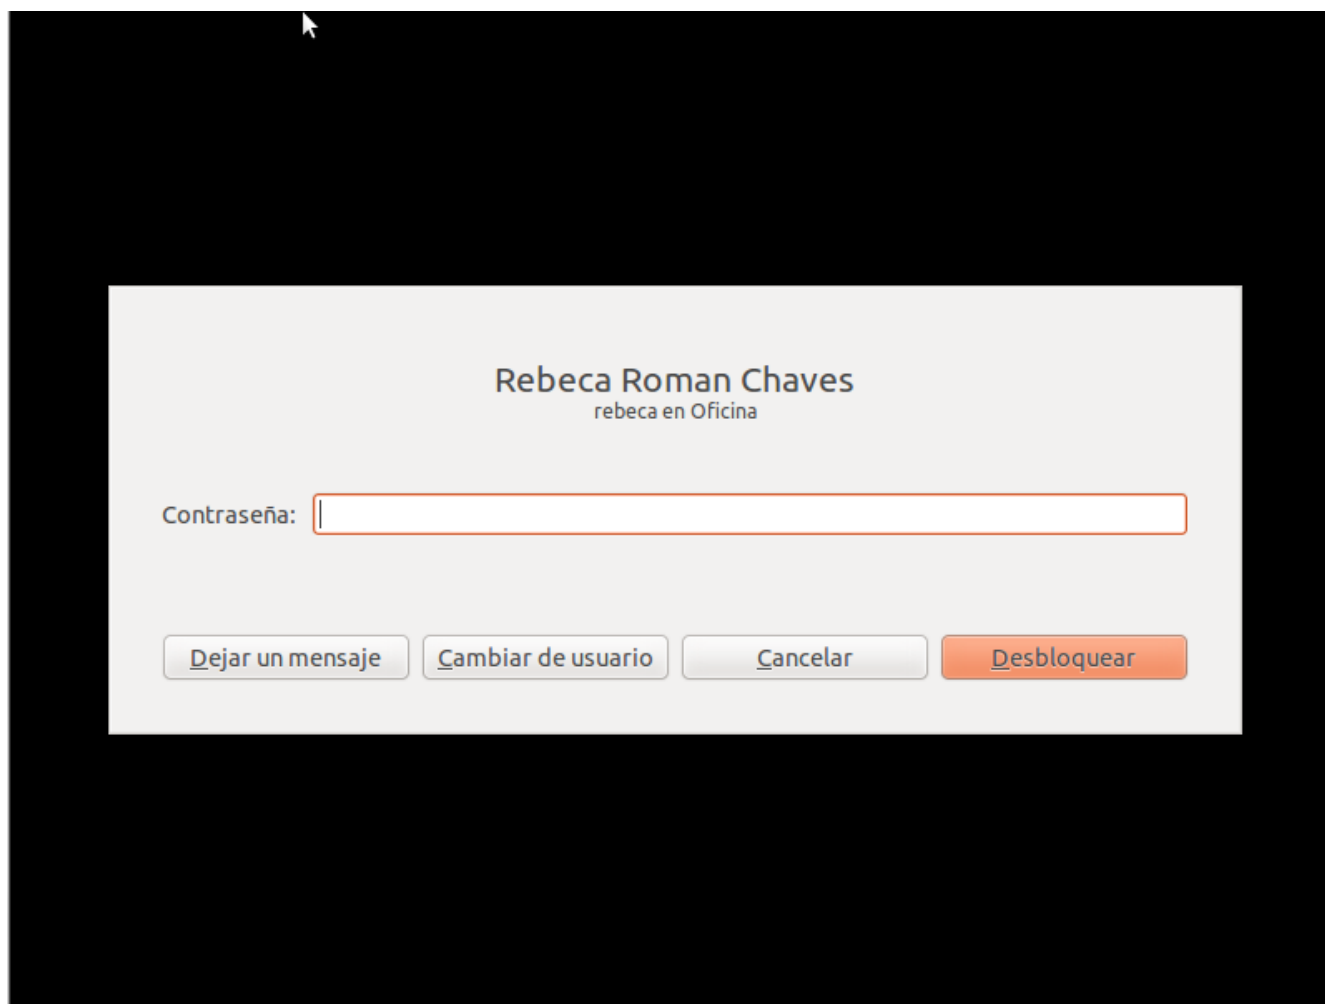 Rebeca Roman Chaves
rebeca en Oficina
Contraseña:
Dejar un mensaje
Cambiar de usuario
Cancelar
Desbloquear